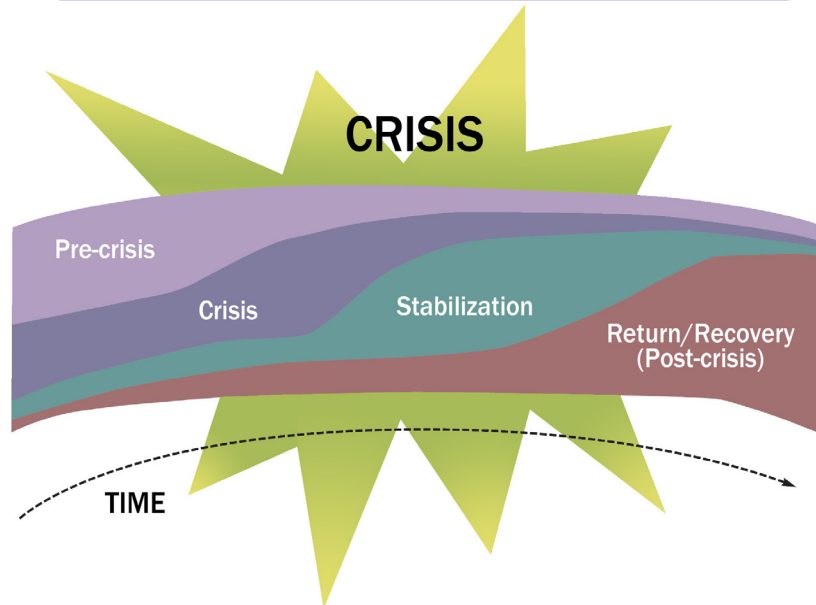 CRISIS
Pre-crisis
Crisis
Stabilization
Return/Recovery
(Post-crisis)
TIME